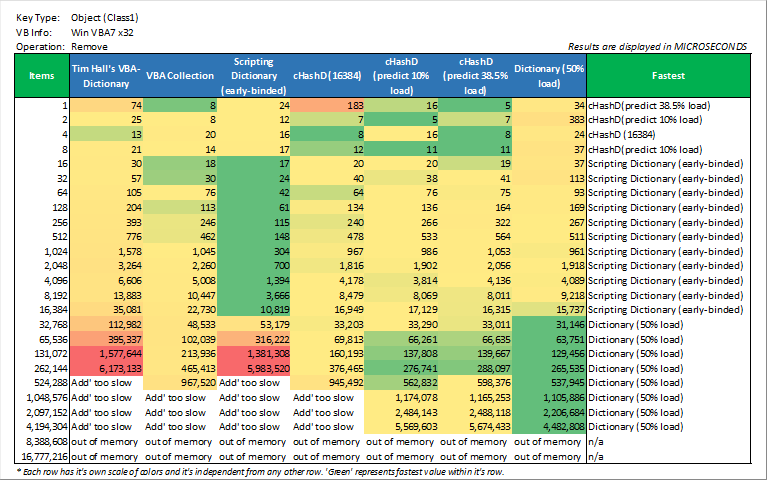 Key Type: Object (Class1)
VB Info: Win VBA7 x32
Operation: Remove
Results are displayed in MICROSECONDS
Items Tim Hall's VBA-Dictionary VBA Collection Scripting Dictionary (early-binded) cHashD (16384) cHashD (predict 10% load) cHashD (predict 38.5% load) Dictionary (50% load) Fastest
1 74 8 24 183 16 5 34 cHashD(predict 38.5% load)
2 25 8 12 7 5 7 383 cHashD(predict 10% load)
4 13 20 16 8 16 8 24 cHashD (16384)
8 21 14 17 12 11 11 37 cHashD(predict 10% load)
16 30 18 17 20 20 19 37 Scripting Dictionary (early-binded)
32 57 30 24 40 38 41 113 Scripting Dictionary (early-binded)
64 105 76 42 64 76 75 93 Scripting Dictionary (early-binded)
128 204 113 61 134 136 164 169 Scripting Dictionary (early-binded)
256 393 246 115 240 266 322 267 Scripting Dictionary (early-binded)
512 776 462 148 478 533 564 511 Scripting Dictionary (early-binded)
1,024 1,578 1,045 304 967 986 1,053 961 Scripting Dictionary (early-binded)
2,048 3,264 2,260 700 1,816 1,902 2,056 1,918 Scripting Dictionary (early-binded)
4,096 6,606 5,008 1,394 4,178 3,814 4,136 4,089 Scripting Dictionary (early-binded)
8,192 13,883 10,447 3,666 8,479 8,069 8,011 9,218 Scripting Dictionary (early-binded)
16,384 35,081 22,730 10,819 16,949 17,129 16,315 15,737 Scripting Dictionary (early-binded)
32,768 112,982 48,533 53,179 33,203 33,290 33,011 31,146 Dictionary (50% load)
65,536 395,337 102,039 316,222 69,813 66,261 66,635 63,751 Dictionary (50% load)
131,072 1,577,644 213,936 1,381,308 160,193 137,808 139,667 129,456 Dictionary (50% load)
262,144 6,173,133 465,413 5,983,520 376,465 276,741 288,097 265,535 Dictionary (50% load)
524,288 Add' too slow 967,520 Add' too slow 945,492 562,832 598,376 537,945 Dictionary (50% load)
1,048,576 Add' too slow Add' too slow Add' too slow Add' too slow 1,174,078 1,165,253 1,105,886 Dictionary (50% load)
2,097,152 Add' too slow Add' too slow Add' too slow Add' too slow 2,484,143 2,488,118 2,206,684 Dictionary (50% load)
4,194,304 Add' too slow Add' too slow Add' too slow Add' too slow 5,569,603 5,674,433 4,482,808 Dictionary (50% load)
8,388,608 out of memory out of memory out of memory out of memory out of memory out of memory out of memory n/a
16,777,216 out of memory out of memory out of memory out of memory out of memory out of memory out of memory n/a
* Each row has it's own scale of colors and it's independent from any other row. 'Green' represents fastest value within it's row.